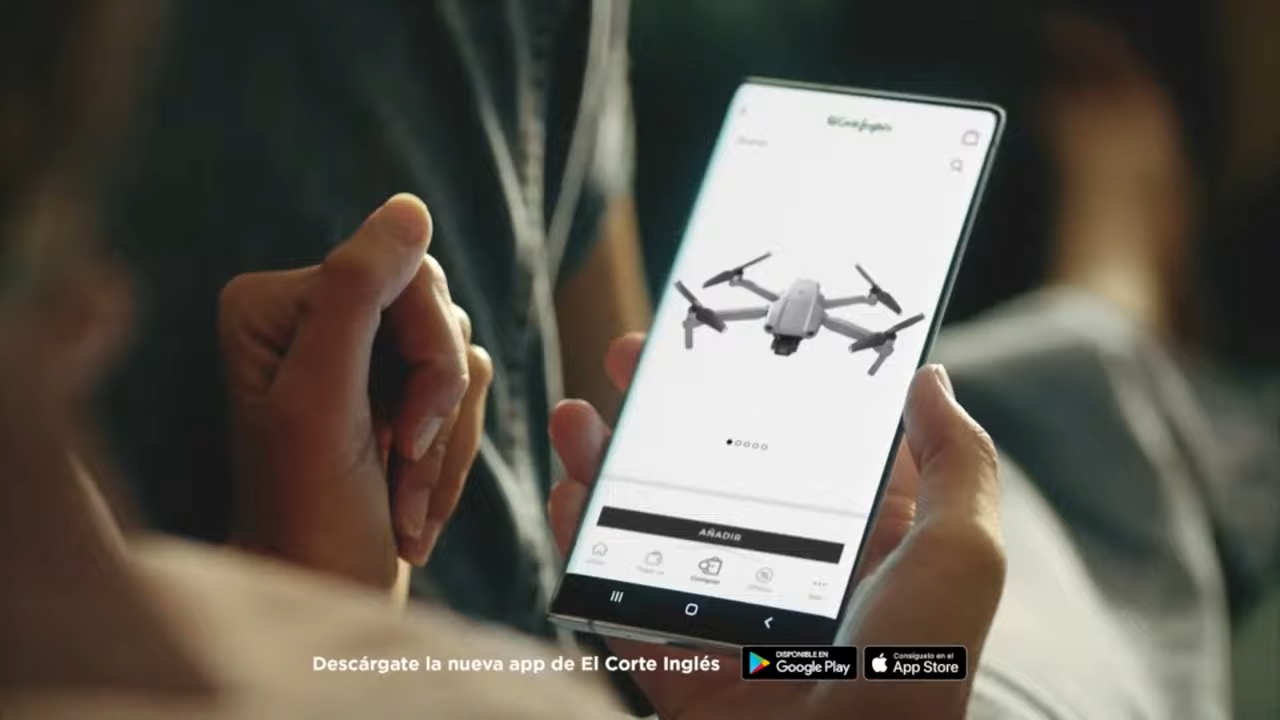 El Corte Inglés
AÑADIR
Comprar
Descárgate la nueva app de El Corte Inglés
DISPONIBLE EN
Google Play
Consíguelo en el
App Store